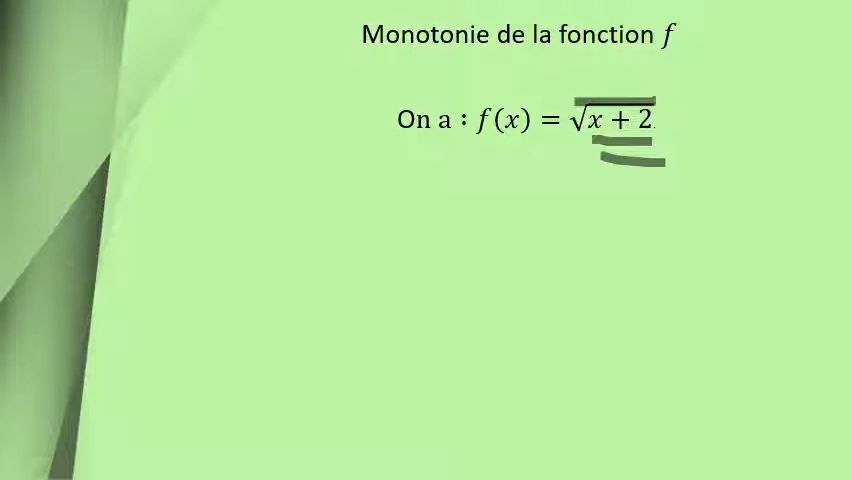 Monotonie de la fonction f
On a : f(x) = √x + 2